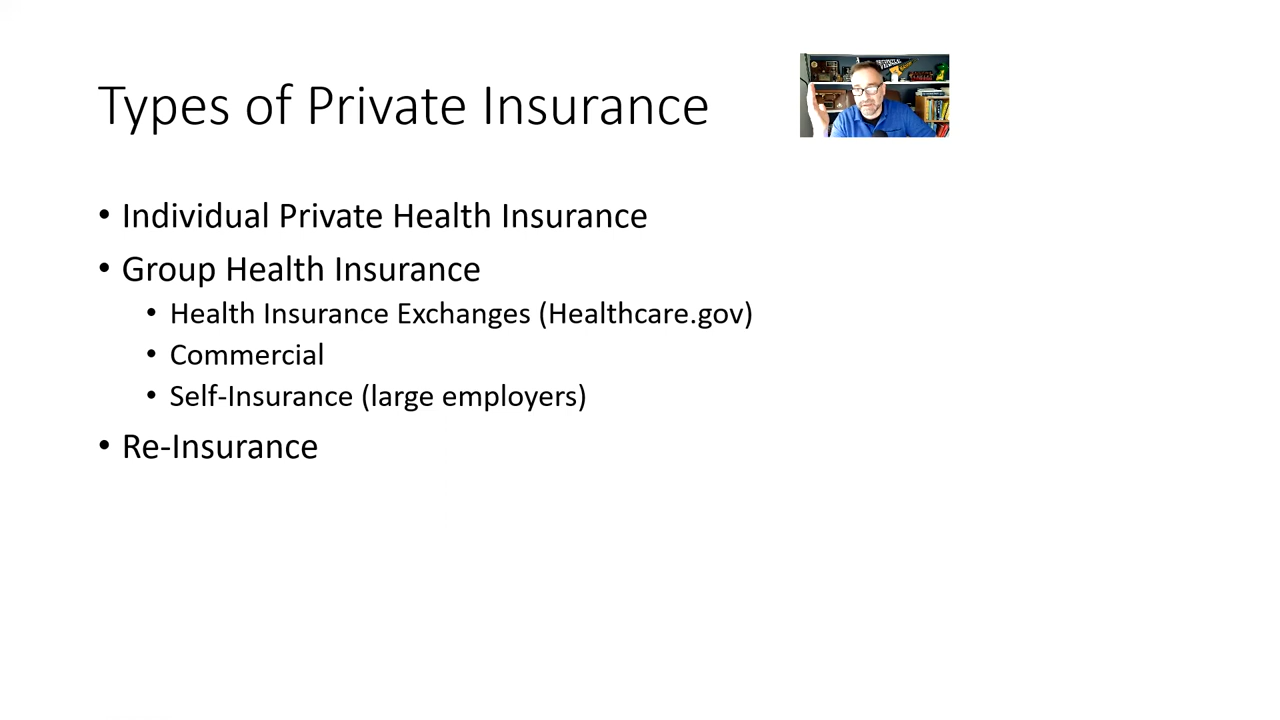 Types of Private Insurance
• Individual Private Health Insurance
• Group Health Insurance
• Health Insurance Exchanges (Healthcare.gov)
• Commercial
• Self-Insurance (large employers)
• Re-Insurance